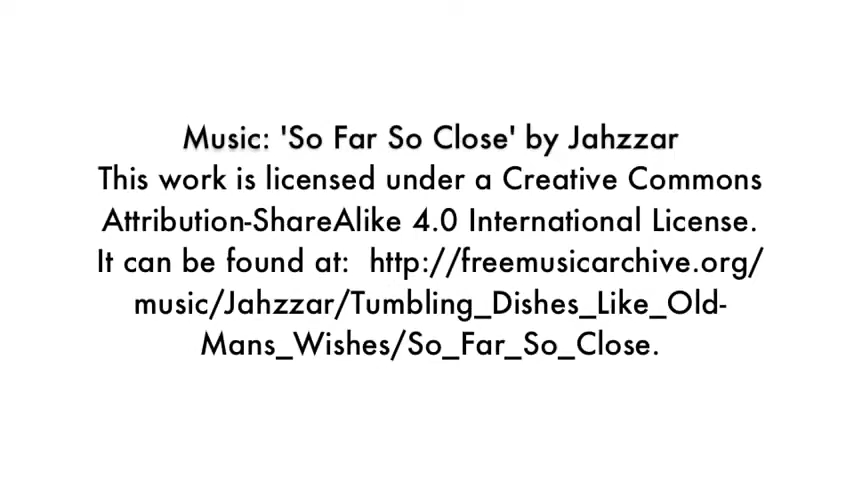 Music: 'So Far So Close' by Jahzzar
This work is licensed under a Creative Commons
Attribution-ShareAlike 4.0 International License.
It can be found at:  http://freemusicarchive.org/
music/Jahzzar/Tumbling_Dishes_Like_Old-
Mans_Wishes/So_Far_So_Close.